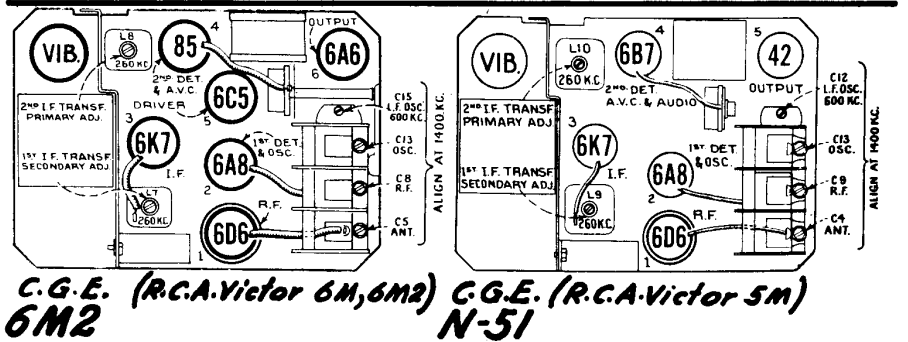 VIB.
L8
260 K.C.
85
4
2ND DET.
& A.V.C.
OUTPUT
6A6
6
2ND I.F. TRANSF.
PRIMARY ADJ.
DRIVER
6C5
5
C15
L.F. OSC.
600 KC.
3
6K7
I.F.
1ST I.F. TRANSF.
SECONDARY ADJ.
1ST DET.
& OSC.
6A8
2
C13
OSC.
C8
R.F.
L7
260 KC.
R.F.
6D6
1
C5
ANT.
ALIGN AT 1400 KC.
C.G.E. (R.C.A. Victor 6M, 6M2)
6M2
VIB.
L10
260 K.C.
4
6B7
2ND DET.
A.V.C. & AUDIO
5
42
OUTPUT
2ND I.F. TRANSF.
PRIMARY ADJ.
C12
L.F. OSC.
600 KC.
3
6K7
I.F.
1ST I.F. TRANSF.
SECONDARY ADJ.
1ST DET.
& OSC.
6A8
2
C13
OSC.
C9
R.F.
L9
260 KC.
R.F.
6D6
1
C4
ANT.
ALIGN AT 1400 KC.
C.G.E. (R.C.A. Victor 5M)
N-51